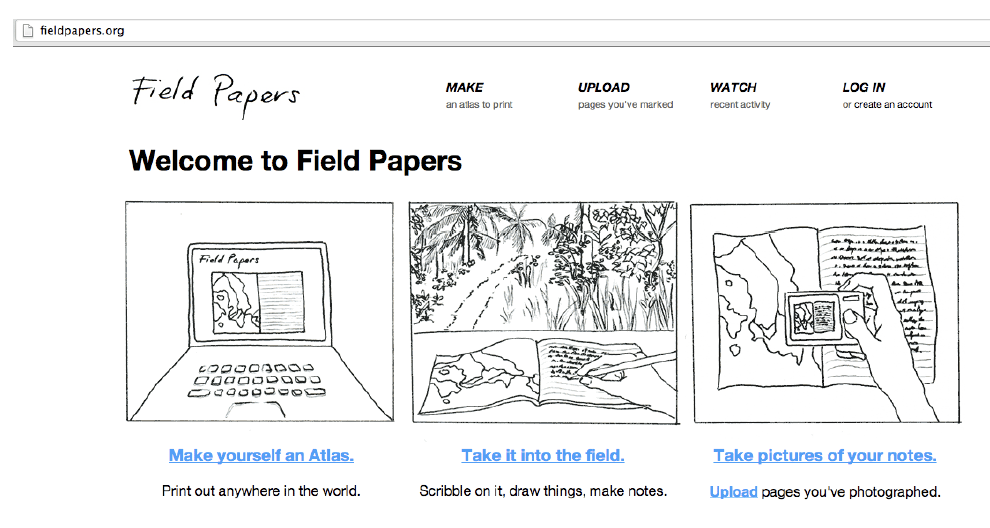 fieldpapers.org
Field Papers
MAKE
an atlas to print
UPLOAD
pages you've marked
WATCH
recent activity
LOG IN
or create an account
Welcome to Field Papers
Field Papers
Make yourself an Atlas.
Print out anywhere in the world.
Take it into the field.
Scribble on it, draw things, make notes.
Take pictures of your notes.
Upload pages you've photographed.